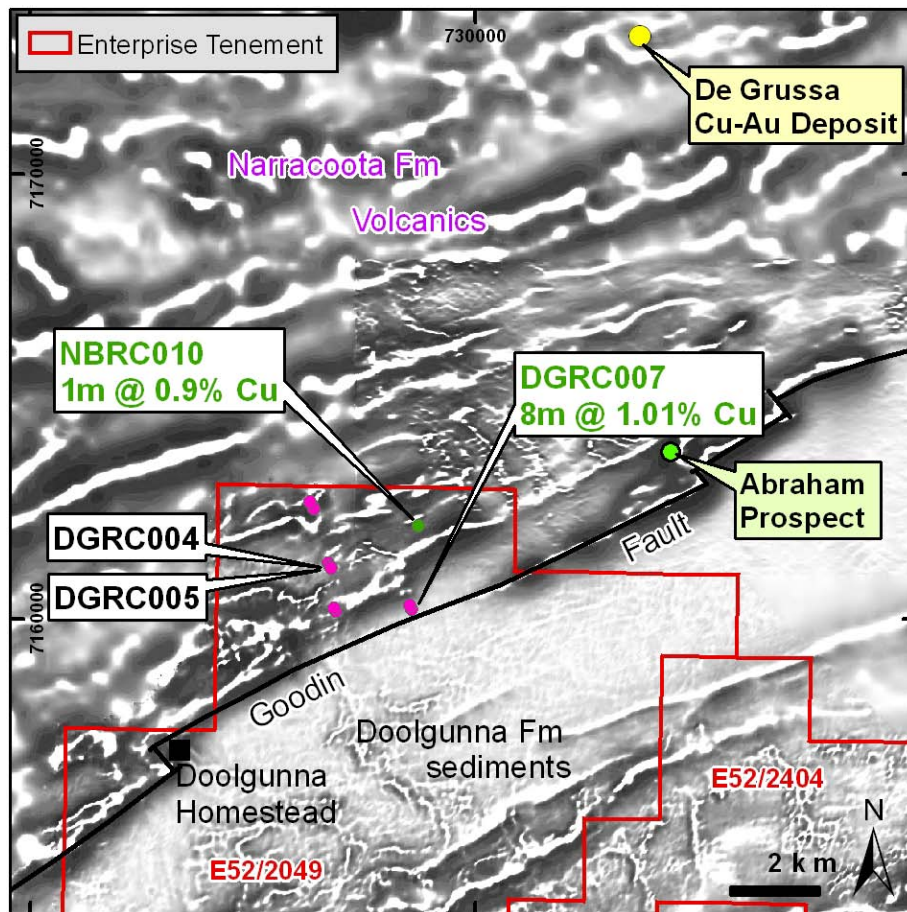 Enterprise Tenement
730000
De Grussa
Cu-Au Deposit
7170000
Narracoota Fm
Volcanics
NBRC010
1m @ 0.9% Cu
DGRC007
8m @ 1.01% Cu
Abraham
Prospect
DGRC004
DGRC005
Fault
7160000
Goodin
Doolgunna Fm
sediments
Doolgunna
Homestead
E52/2404
N
E52/2049
2 km